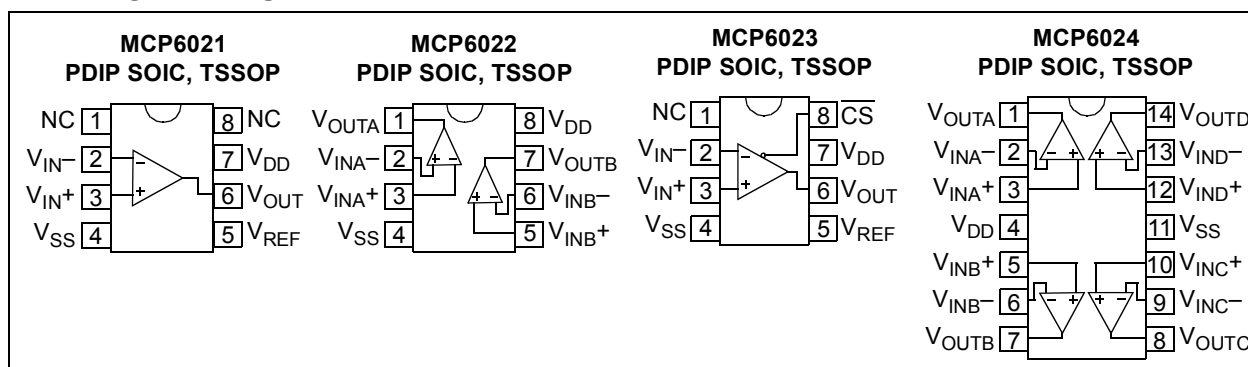 MCP6021
PDIP SOIC, TSSOP
NC 1 8 NC
VIN– 2 7 VDD
VIN+ 3 6 VOUT
VSS 4 5 VREF
– +
MCP6022
PDIP SOIC, TSSOP
VOUTA 1 8 VDD
VINA– 2 7 VOUTB
VINA+ 3 6 VINB–
VSS 4 5 VINB+
+ –
+ –
MCP6023
PDIP SOIC, TSSOP
NC 1 8 CS
VIN– 2 7 VDD
VIN+ 3 6 VOUT
VSS 4 5 VREF
– +
MCP6024
PDIP SOIC, TSSOP
VOUTA 1 14 VOUTD
VINA– 2 13 VIND–
VINA+ 3 12 VIND+
VDD 4 11 VSS
VINB+ 5 10 VINC+
VINB– 6 9 VINC–
VOUTB 7 8 VOUTC
– + + –
– + + –